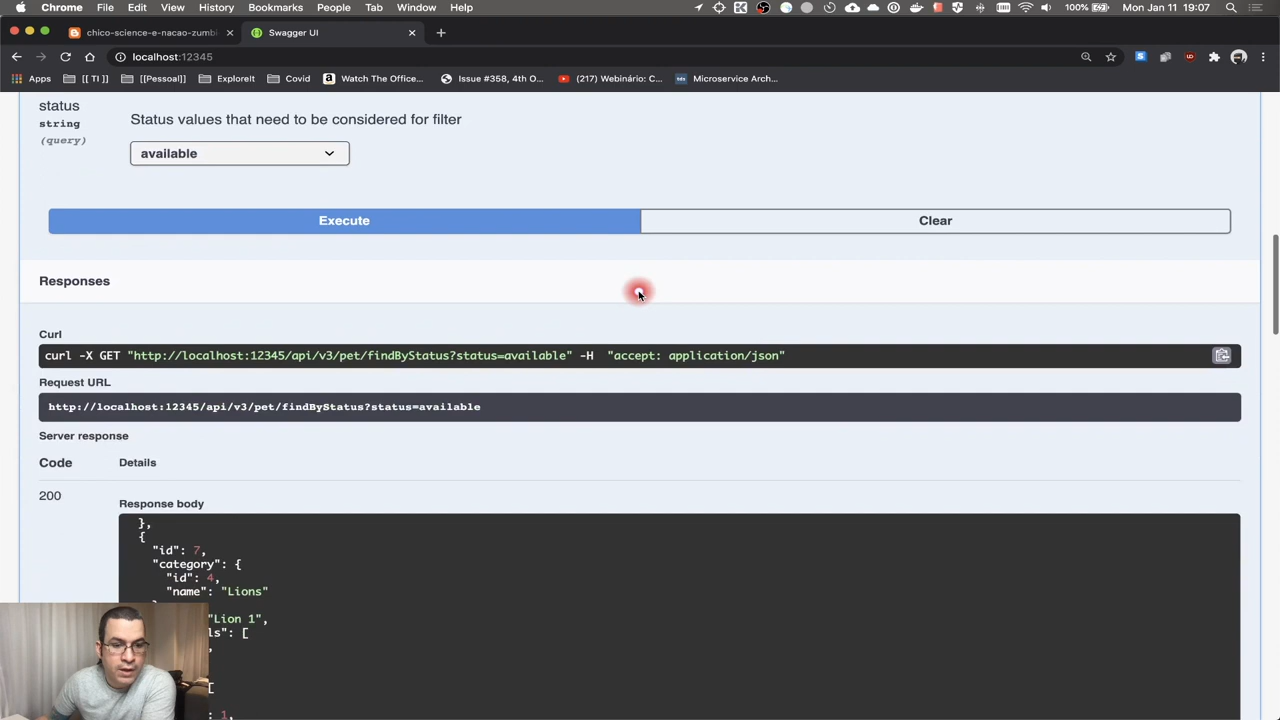 Chrome File Edit View History Bookmarks People Tab Window Help 100% Mon Jan 11 19:07
chico-science-e-nacao-zumbi Swagger UI
localhost:12345
Apps [[ TI ]] [[Pessoal]] ExploreIt Covid Watch The Office... Issue #358, 4th O... (217) Webinário: C... Microservice Arch...
status
string
(query)
Status values that need to be considered for filter
available
Execute Clear
Responses
Curl
curl -X GET "http://localhost:12345/api/v3/pet/findByStatus?status=available" -H "accept: application/json"
Request URL
http://localhost:12345/api/v3/pet/findByStatus?status=available
Server response
Code Details
200
Response body
},
{
"id": 7,
"category": {
"id": 4,
"name": "Lions"
"Lion 1",
ls": [
,
[
: 1,